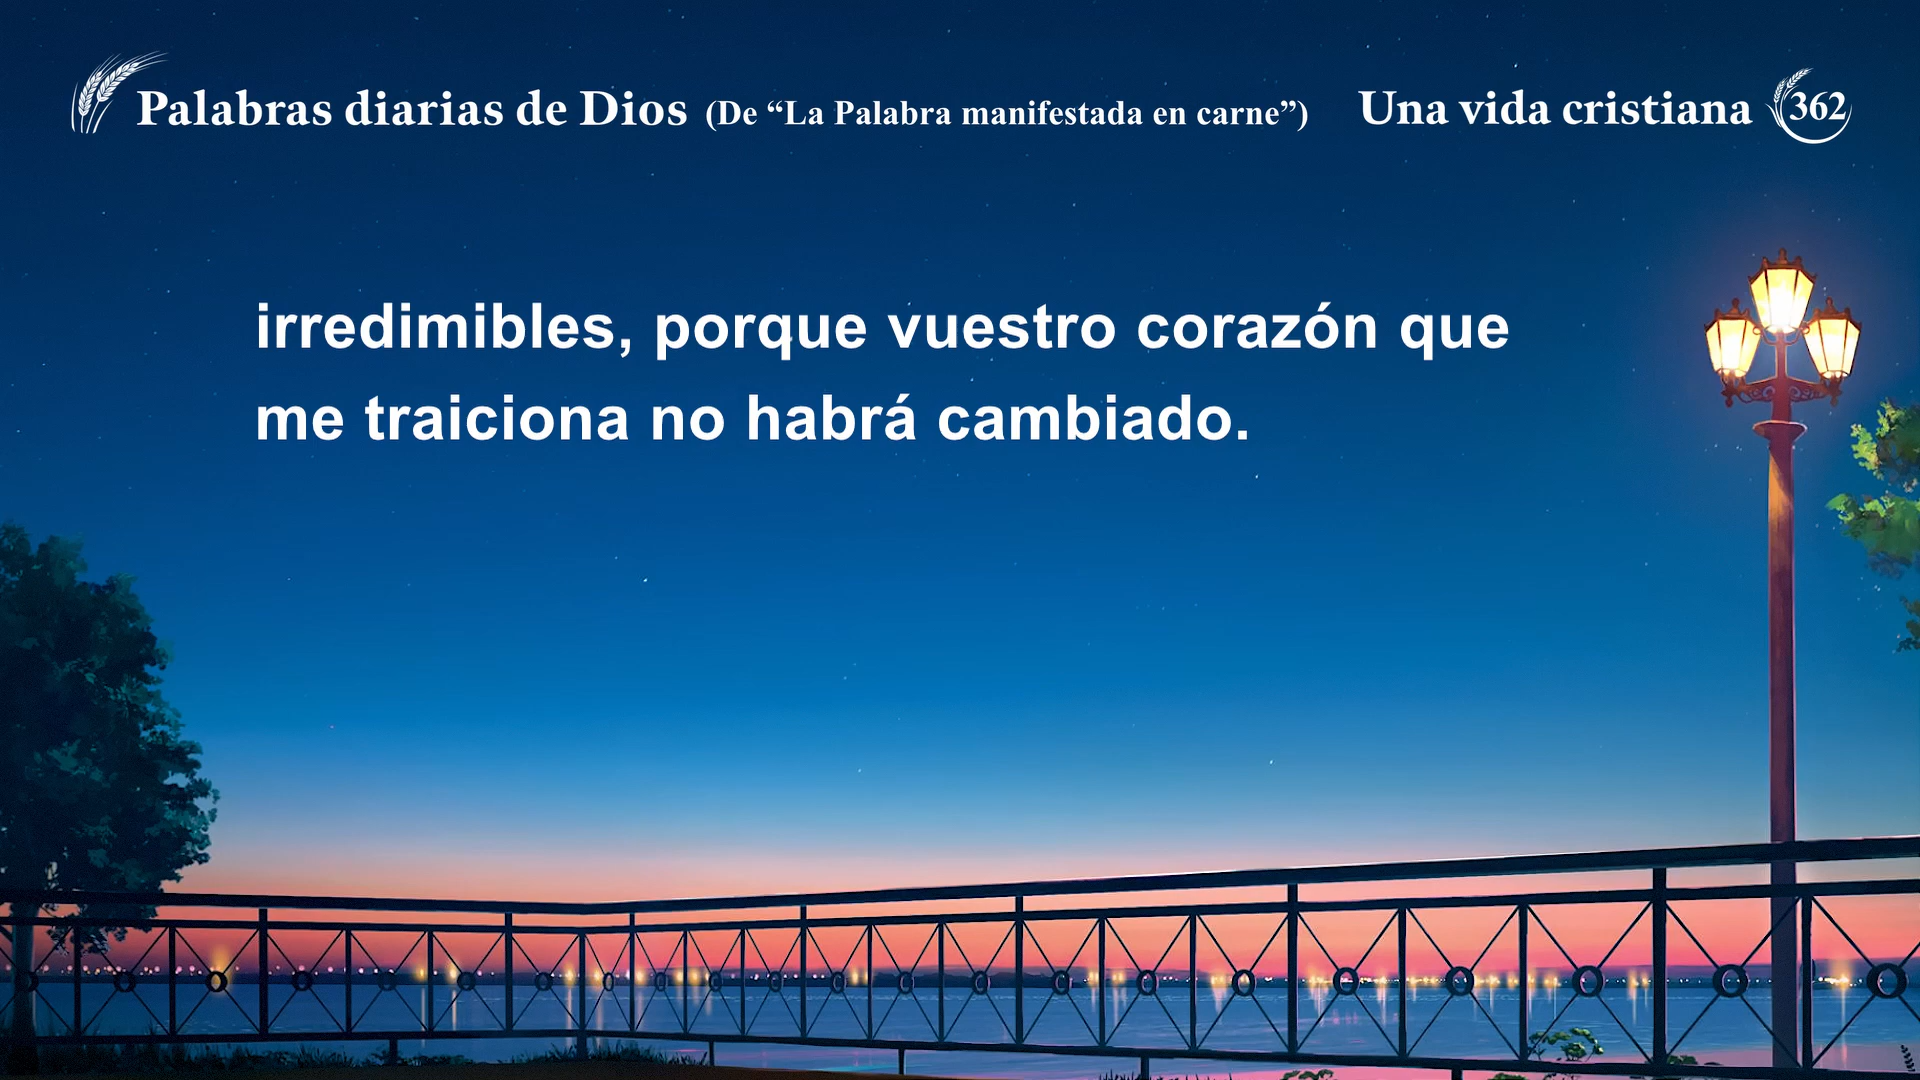 Palabras diarias de Dios (De “La Palabra manifestada en carne”) Una vida cristiana 362
irredimibles, porque vuestro corazón que
me traiciona no habrá cambiado.